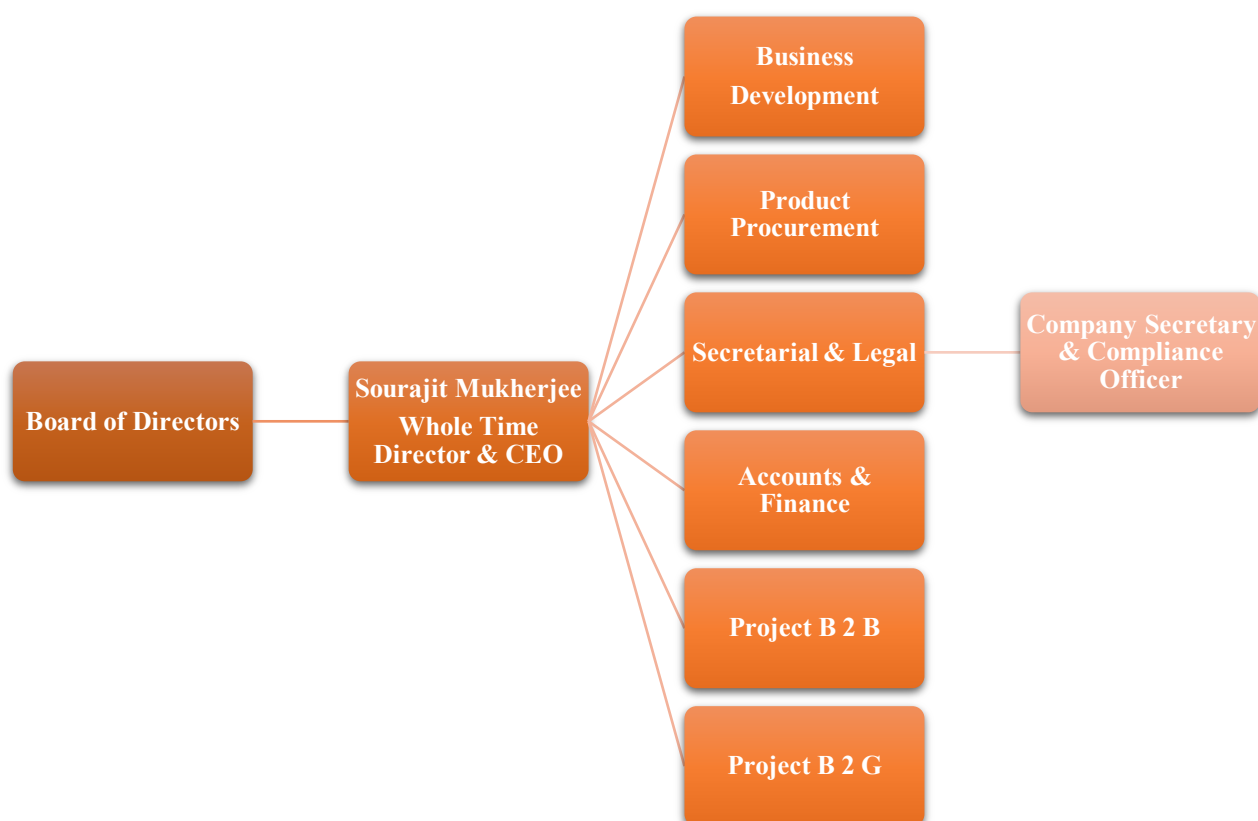 Business
Development
Product
Procurement
Secretarial & Legal
Company Secretary
& Compliance
Officer
Board of Directors
Sourajit Mukherjee
Whole Time
Director & CEO
Accounts &
Finance
Project B 2 B
Project B 2 G